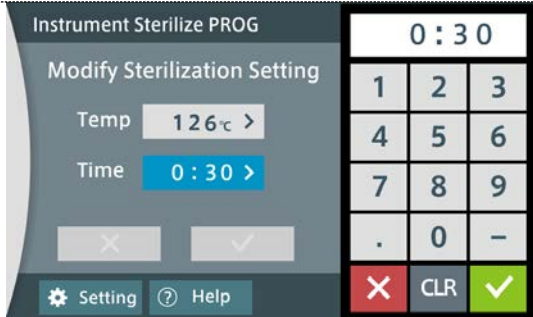 Instrument Sterilize PROG
Modify Sterilization Setting
Temp 126℃ >
Time 0:30 >
Setting ? Help
0:30
1 2 3
4 5 6
7 8 9
. 0 -
CLR